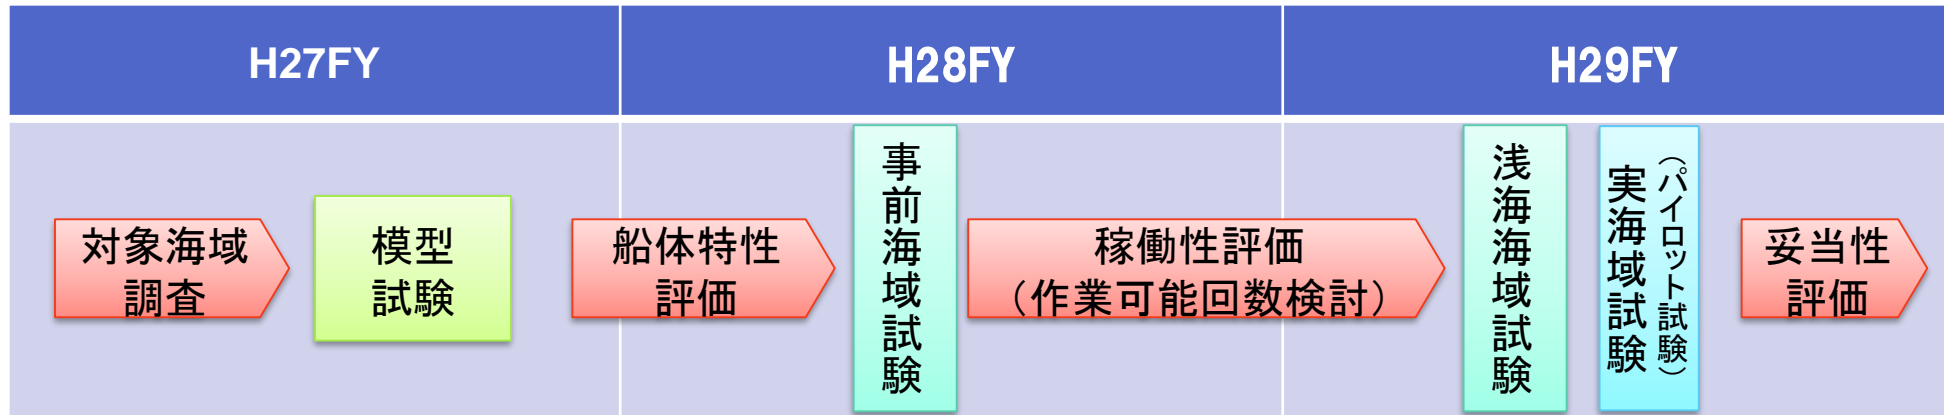 H27FY
H28FY
H29FY
対象海域
調査
模型
試験
船体特性
評価
事前海域試験
稼働性評価
（作業可能回数検討）
浅海海域試験
（パイロット試験）
実海域試験
妥当性
評価